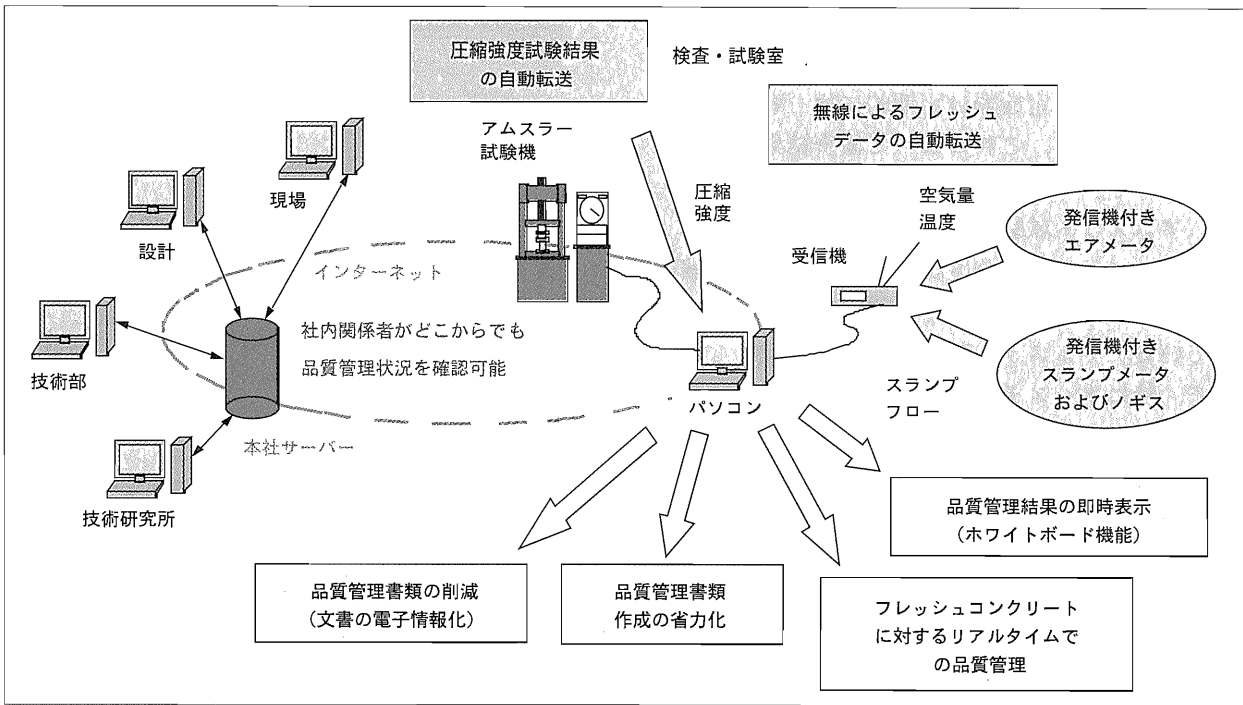 圧縮強度試験結果
の自動転送
検査・試験室
無線によるフレッシュ
データの自動転送
アムスラー
試験機
現場
設計
圧縮
強度
空気量
温度
発信機付き
エアメータ
受信機
インターネット
社内関係者がどこからでも
品質管理状況を確認可能
技術部
パソコン
スランプ
フロー
発信機付き
スランプメータ
およびノギス
本社サーバー
技術研究所
品質管理結果の即時表示
(ホワイトボード機能)
品質管理書類の削減
(文書の電子情報化)
品質管理書類
作成の省力化
フレッシュコンクリート
に対するリアルタイムで
の品質管理